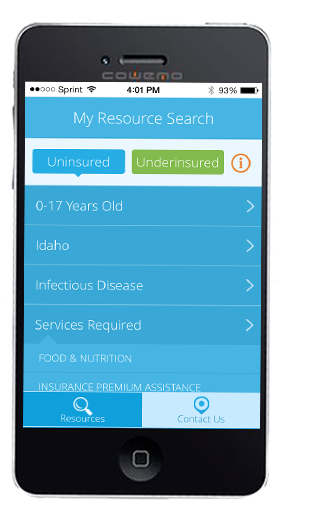 COWEMO
●●○○○ Sprint 4:01 PM 93%
My Resource Search
Uninsured Underinsured i
0-17 Years Old
Idaho
Infectious Disease
Services Required
FOOD & NUTRITION
INSURANCE PREMIUM ASSISTANCE
Resources Contact Us